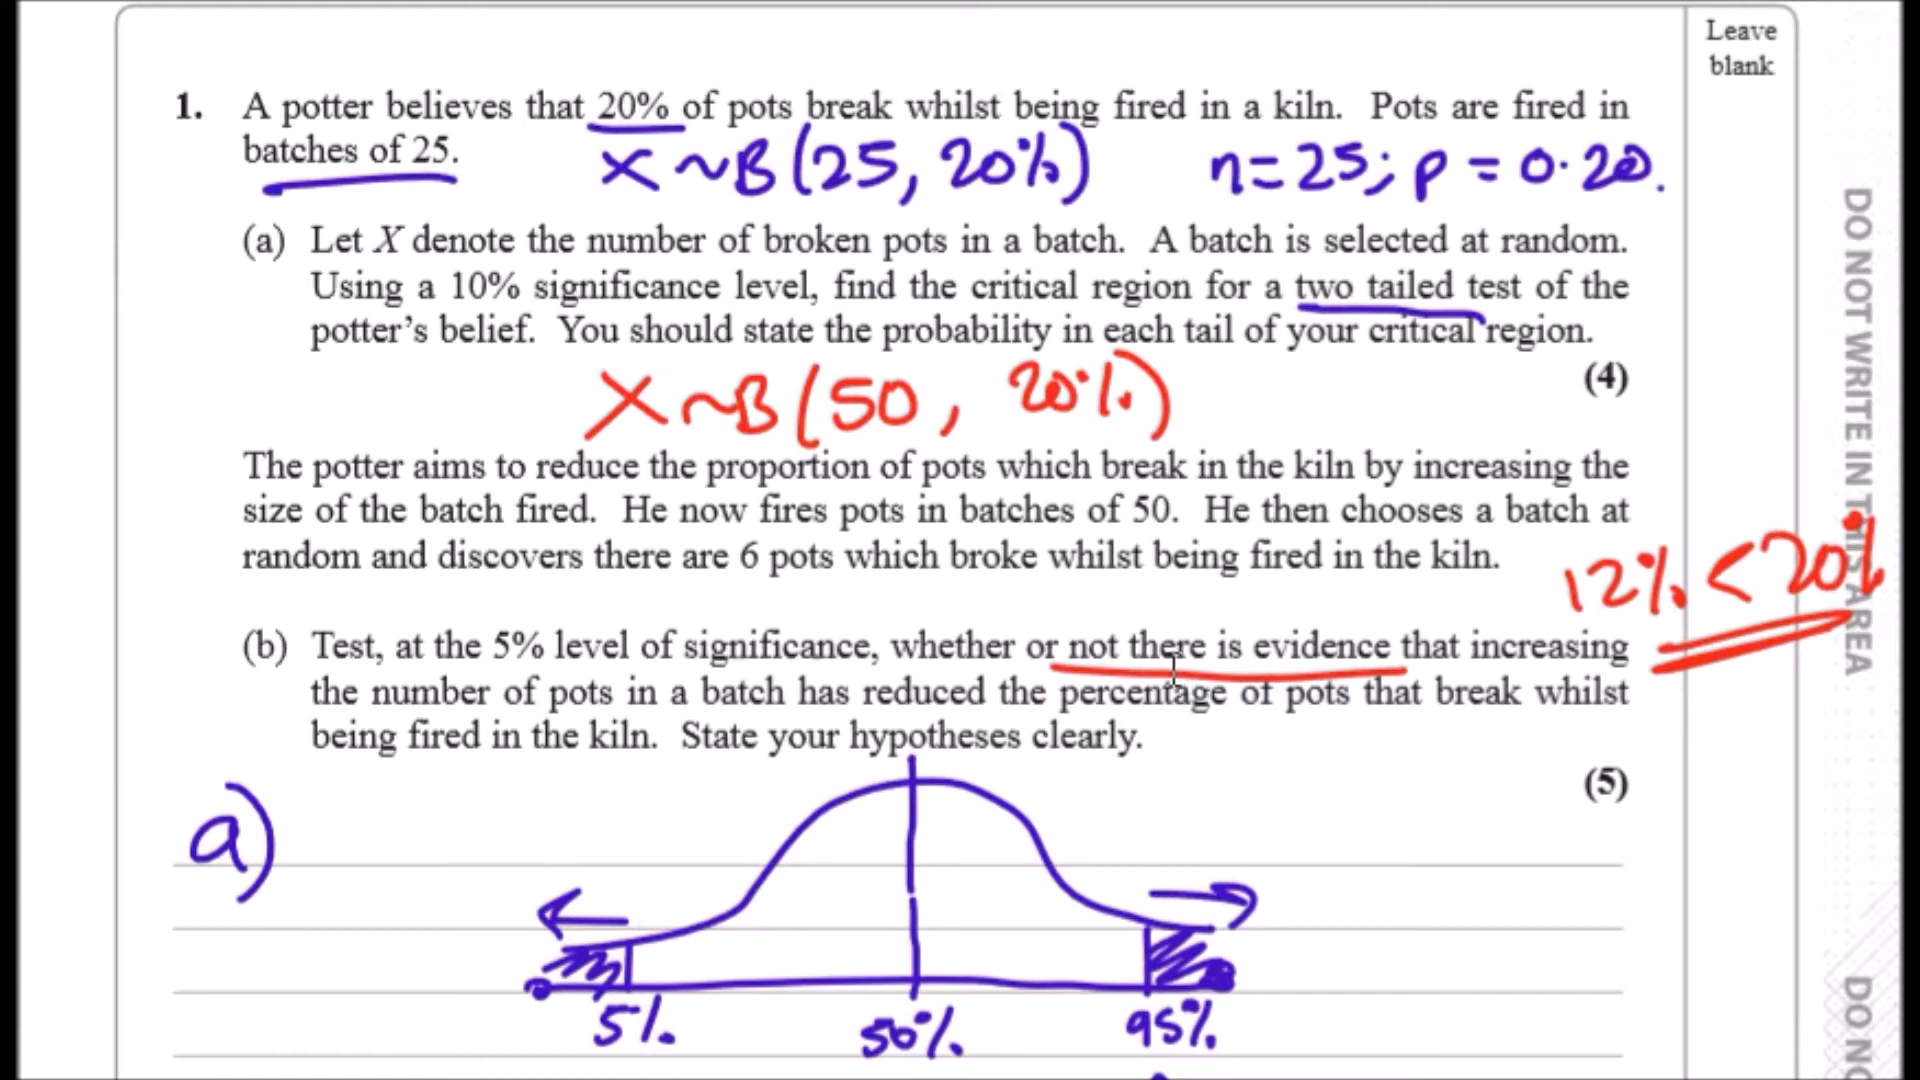 Leave
blank
1. A potter believes that 20% of pots break whilst being fired in a kiln. Pots are fired in
batches of 25.
X ~B(25, 20%) n=25; p = 0.20.
(a) Let X denote the number of broken pots in a batch. A batch is selected at random.
Using a 10% significance level, find the critical region for a two tailed test of the
potter’s belief. You should state the probability in each tail of your critical region.
(4)
X~B(50, 20%)
The potter aims to reduce the proportion of pots which break in the kiln by increasing the
size of the batch fired. He now fires pots in batches of 50. He then chooses a batch at
random and discovers there are 6 pots which broke whilst being fired in the kiln.
12% < 20%
(b) Test, at the 5% level of significance, whether or not there is evidence that increasing
the number of pots in a batch has reduced the percentage of pots that break whilst
being fired in the kiln. State your hypotheses clearly.
(5)
a)
5% 50% 95%
DO NOT WRITE IN THIS AREA
DO NO